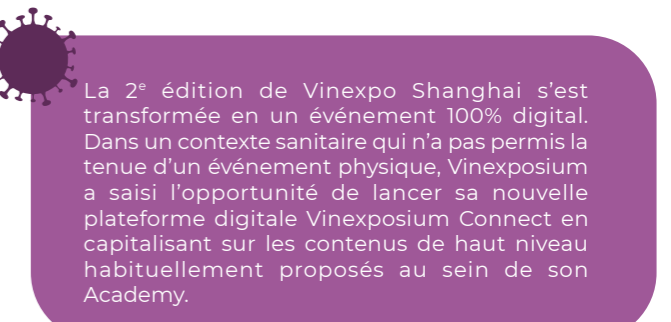 La 2e édition de Vinexpo Shanghai s’est
transformée en un événement 100% digital.
Dans un contexte sanitaire qui n’a pas permis la
tenue d’un événement physique, Vinexposium
a saisi l’opportunité de lancer sa nouvelle
plateforme digitale Vinexposium Connect en
capitalisant sur les contenus de haut niveau
habituellement proposés au sein de son
Academy.